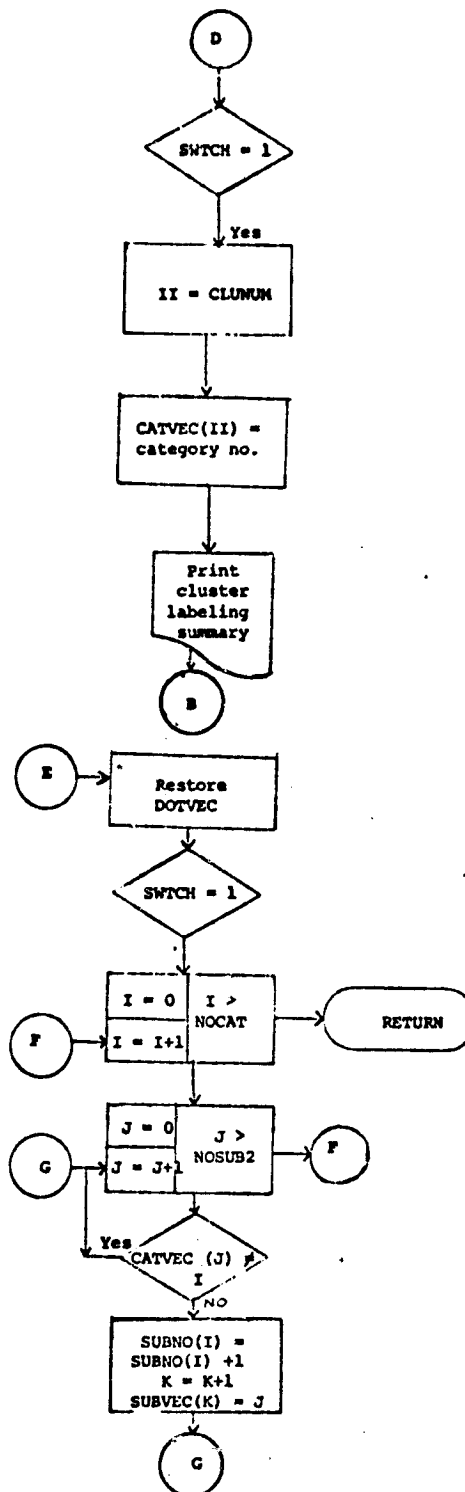 D
SWTCH = 1
Yes
II = CLUNUM
CATVEC(II) =
category no.
Print
cluster
labeling
summary
B
E
Restore
DOTVEC
SWTCH = 1
I = 0
I >
NOCAT
RETURN
F
I = I+1
J = 0
J >
NOSUB2
F
G
J = J+1
Yes
CATVEC (J) ≠
I
NO
SUBNO(I) =
SUBNO(I) +1
K = K+1
SUBVEC(K) = J
G